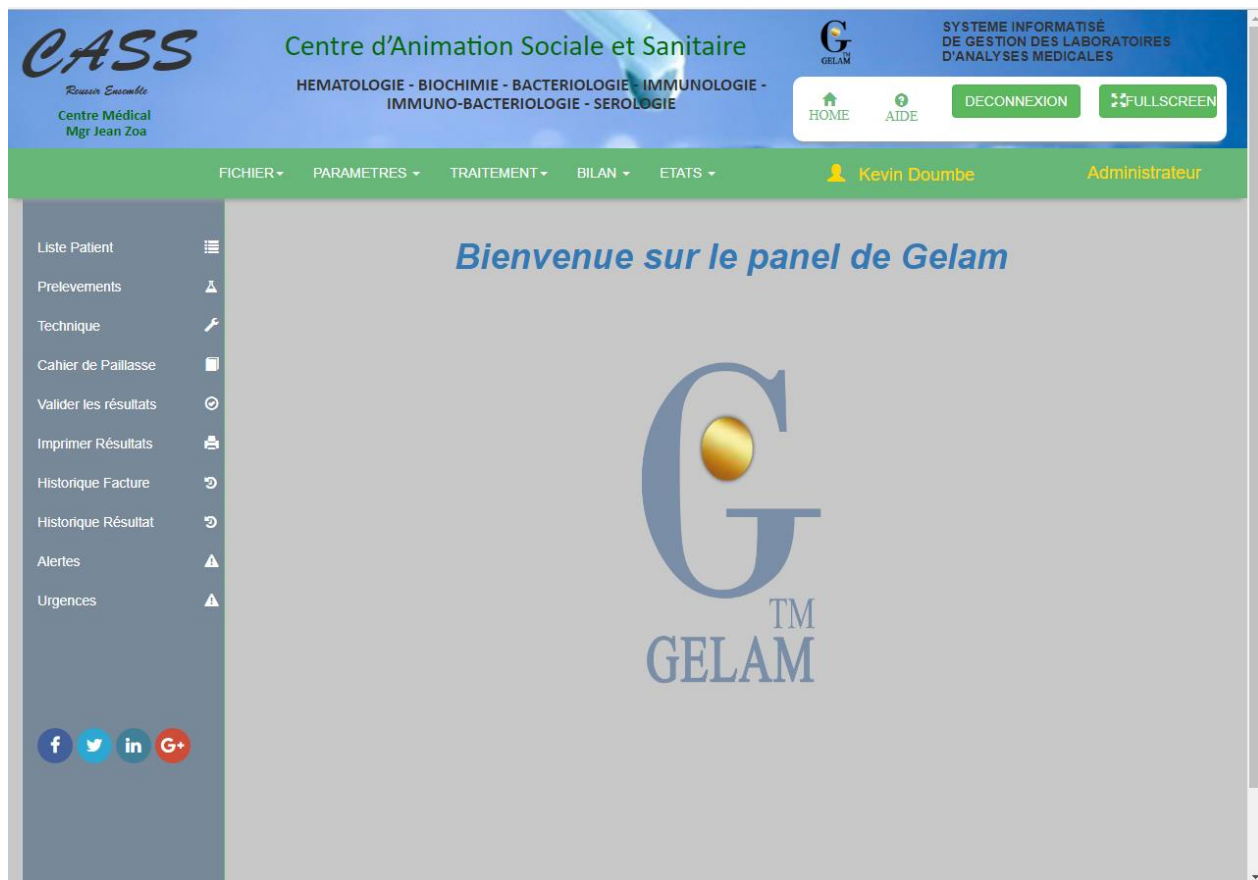 CASS
Reussir Ensemble
Centre Médical
Mgr Jean Zoa
Centre d'Animation Sociale et Sanitaire
HEMATOLOGIE - BIOCHIMIE - BACTERIOLOGIE - IMMUNOLOGIE -
IMMUNO-BACTERIOLOGIE - SEROLOGIE
G
TM
GELAM
SYSTEME INFORMATISÉ
DE GESTION DES LABORATOIRES
D'ANALYSES MEDICALES
HOME
AIDE
DECONNEXION
FULLSCREEN
FICHIER
PARAMETRES
TRAITEMENT
BILAN
ETATS
Kevin Doumbe
Administrateur
Liste Patient
Prelevements
Technique
Cahier de Paillasse
Valider les résultats
Imprimer Résultats
Historique Facture
Historique Résultat
Alertes
Urgences
f
in
G+
Bienvenue sur le panel de Gelam
G
TM
GELAM